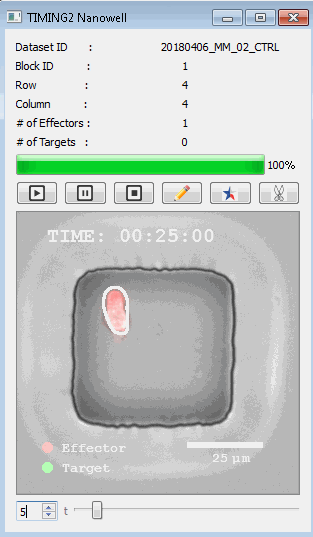 TIMING2 Nanowell
Dataset ID : 20180406_MM_02_CTRL
Block ID : 1
Row : 4
Column : 4
# of Effectors : 1
# of Targets : 0
100%
TIME: 00:25:00
Effector
Target
25 μm
5 t